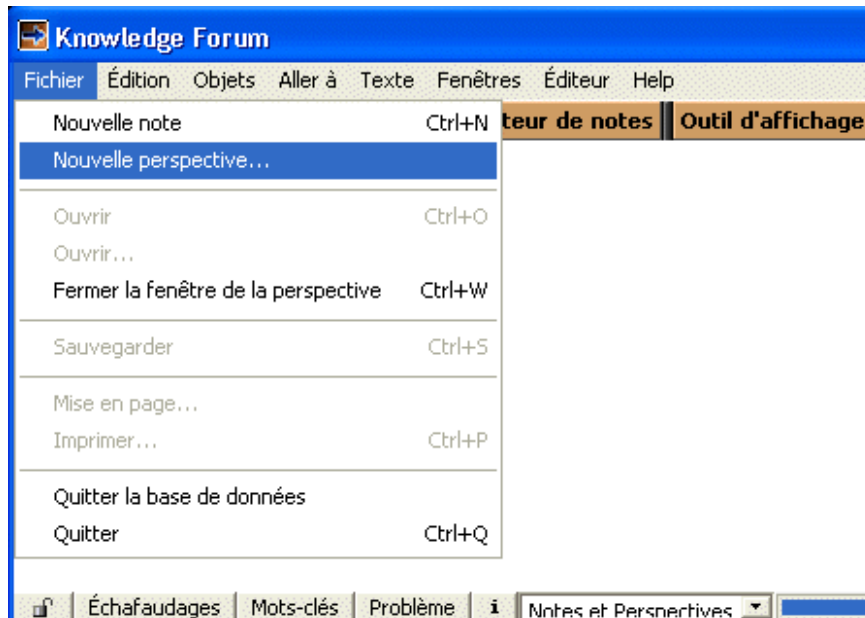 Knowledge Forum
Fichier Édition Objets Aller à Texte Fenêtres Éditeur Help
Nouvelle note Ctrl+N teur de notes Outil d'affichage
Nouvelle perspective...
Ouvrir Ctrl+O
Ouvrir...
Fermer la fenêtre de la perspective Ctrl+W
Sauvegarder Ctrl+S
Mise en page...
Imprimer... Ctrl+P
Quitter la base de données
Quitter Ctrl+Q
Échafaudages Mots-clés Problème i Notes et Perspectives